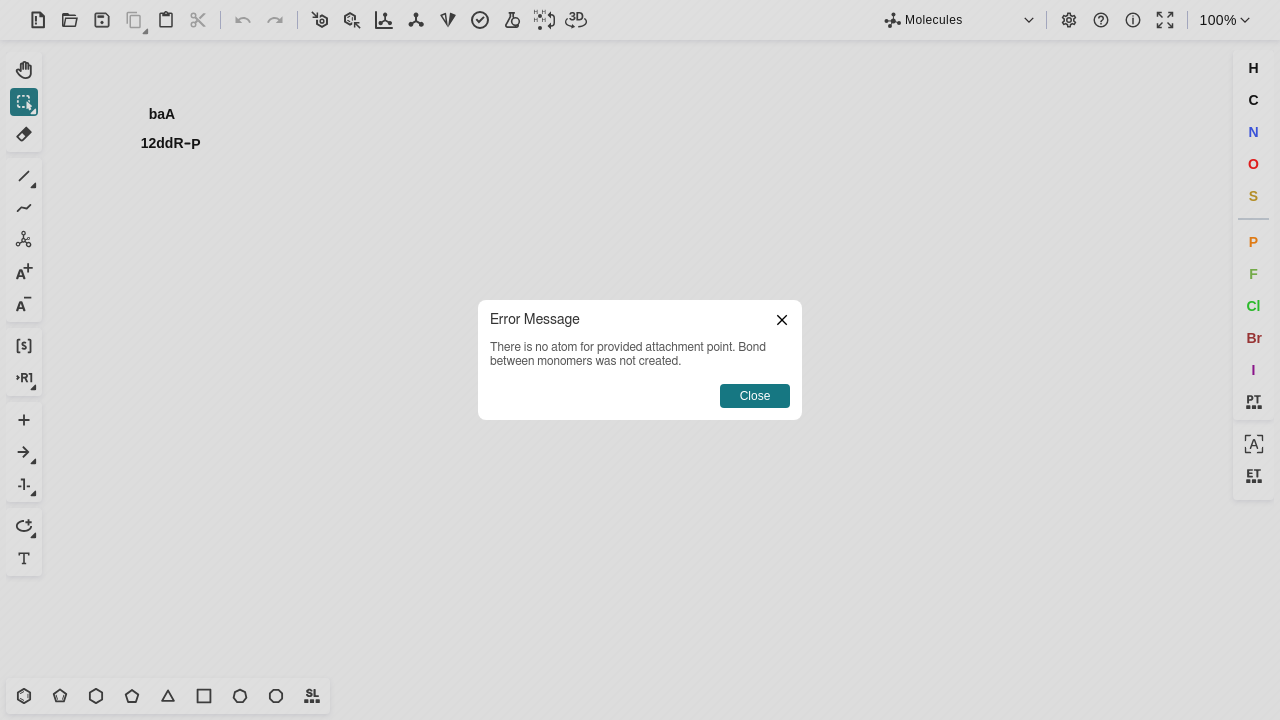 3D
Molecules
100%
baA
12ddR-P
H
C
N
O
S
P
F
Cl
Br
I
PT
[A]
ET
A+
A-
[s]
R1
T
Error Message
There is no atom for provided attachment point. Bond
between monomers was not created.
Close
SL